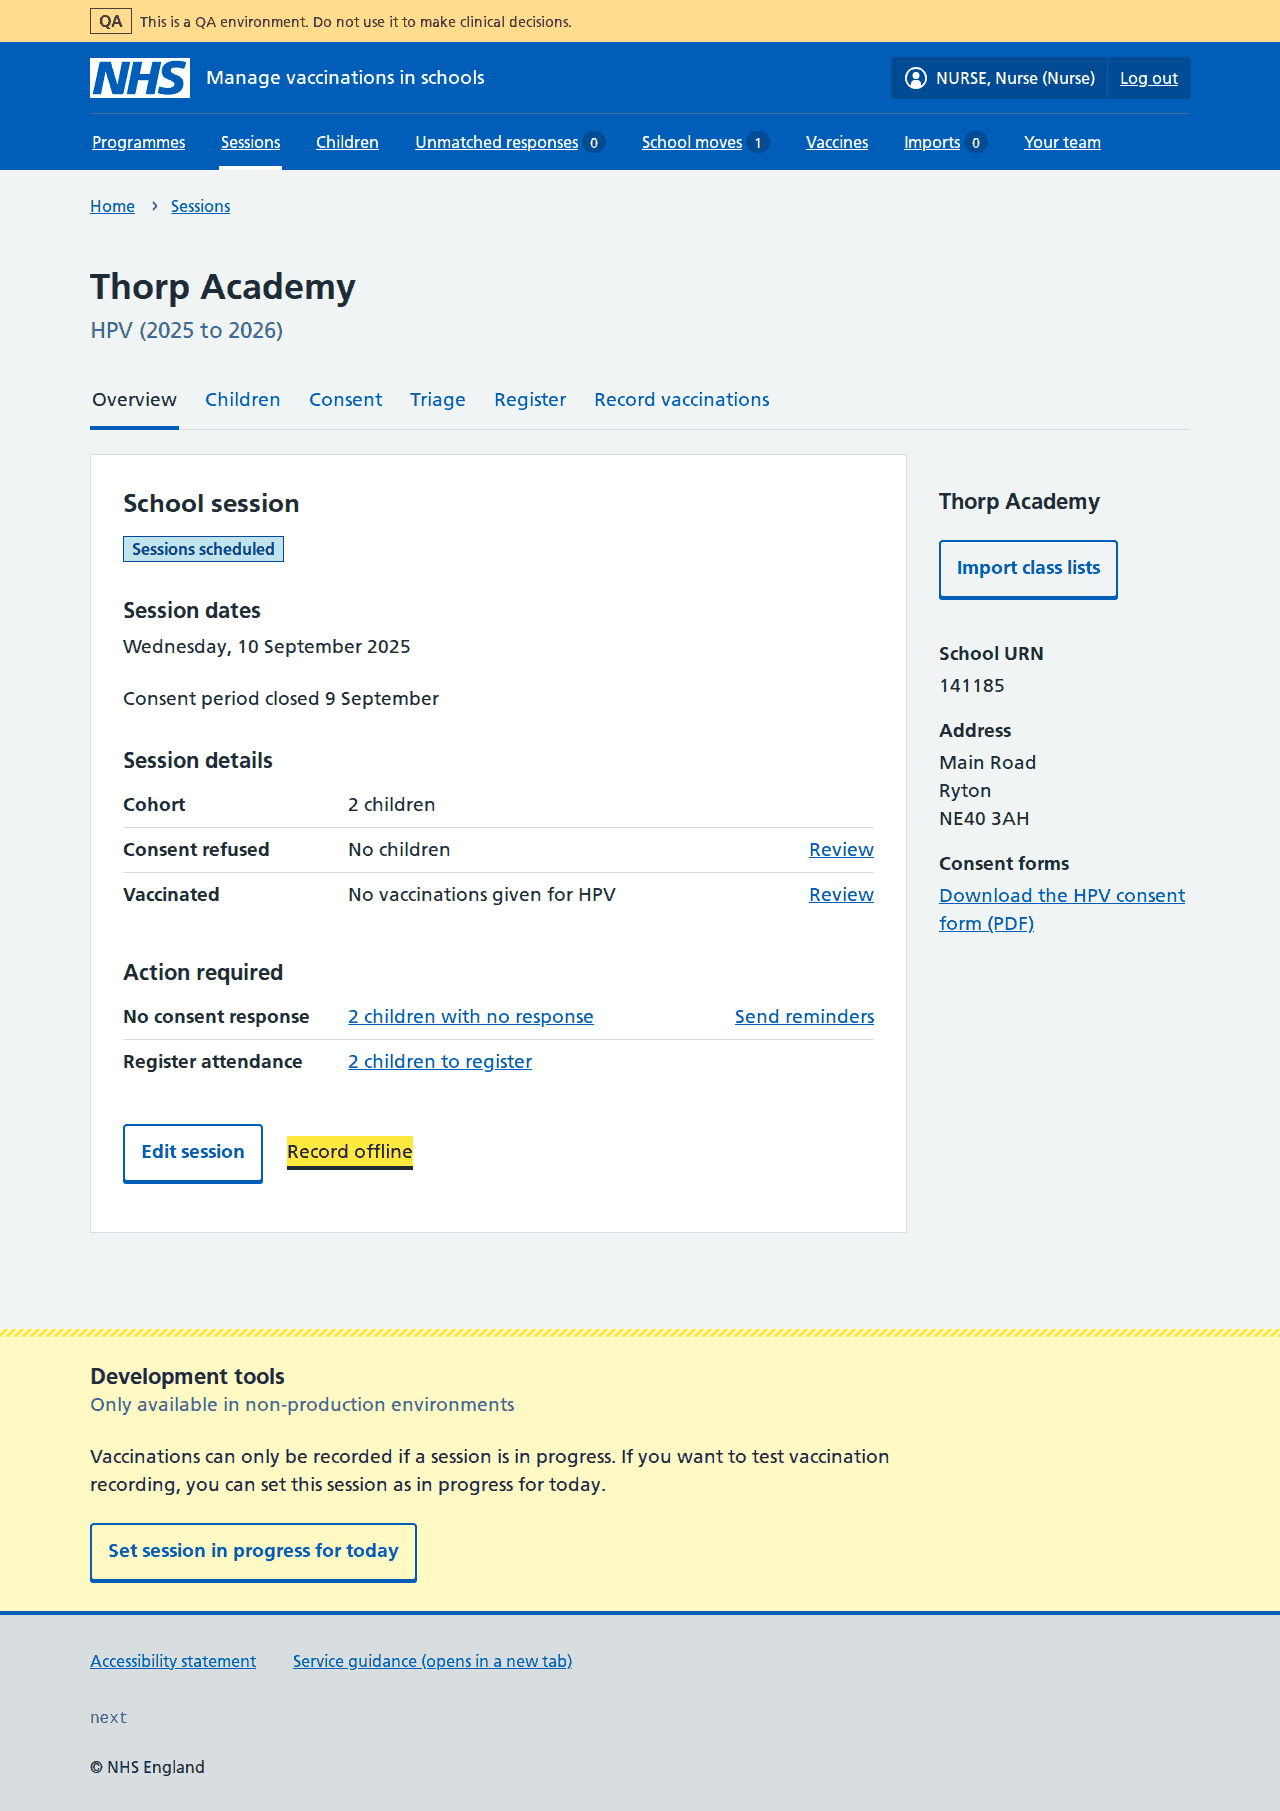 QA This is a QA environment. Do not use it to make clinical decisions.
NHS Manage vaccinations in schools NURSE, Nurse (Nurse) Log out
Programmes Sessions Children Unmatched responses 0 School moves 1 Vaccines Imports 0 Your team
Home › Sessions
Thorp Academy
HPV (2025 to 2026)
Overview Children Consent Triage Register Record vaccinations
School session
Sessions scheduled
Session dates
Wednesday, 10 September 2025
Consent period closed 9 September
Session details
Cohort 2 children
Consent refused No children Review
Vaccinated No vaccinations given for HPV Review
Action required
No consent response 2 children with no response Send reminders
Register attendance 2 children to register
Edit session Record offline
Thorp Academy
Import class lists
School URN
141185
Address
Main Road
Ryton
NE40 3AH
Consent forms
Download the HPV consent
form (PDF)
Development tools
Only available in non-production environments
Vaccinations can only be recorded if a session is in progress. If you want to test vaccination
recording, you can set this session as in progress for today.
Set session in progress for today
Accessibility statement Service guidance (opens in a new tab)
next
© NHS England